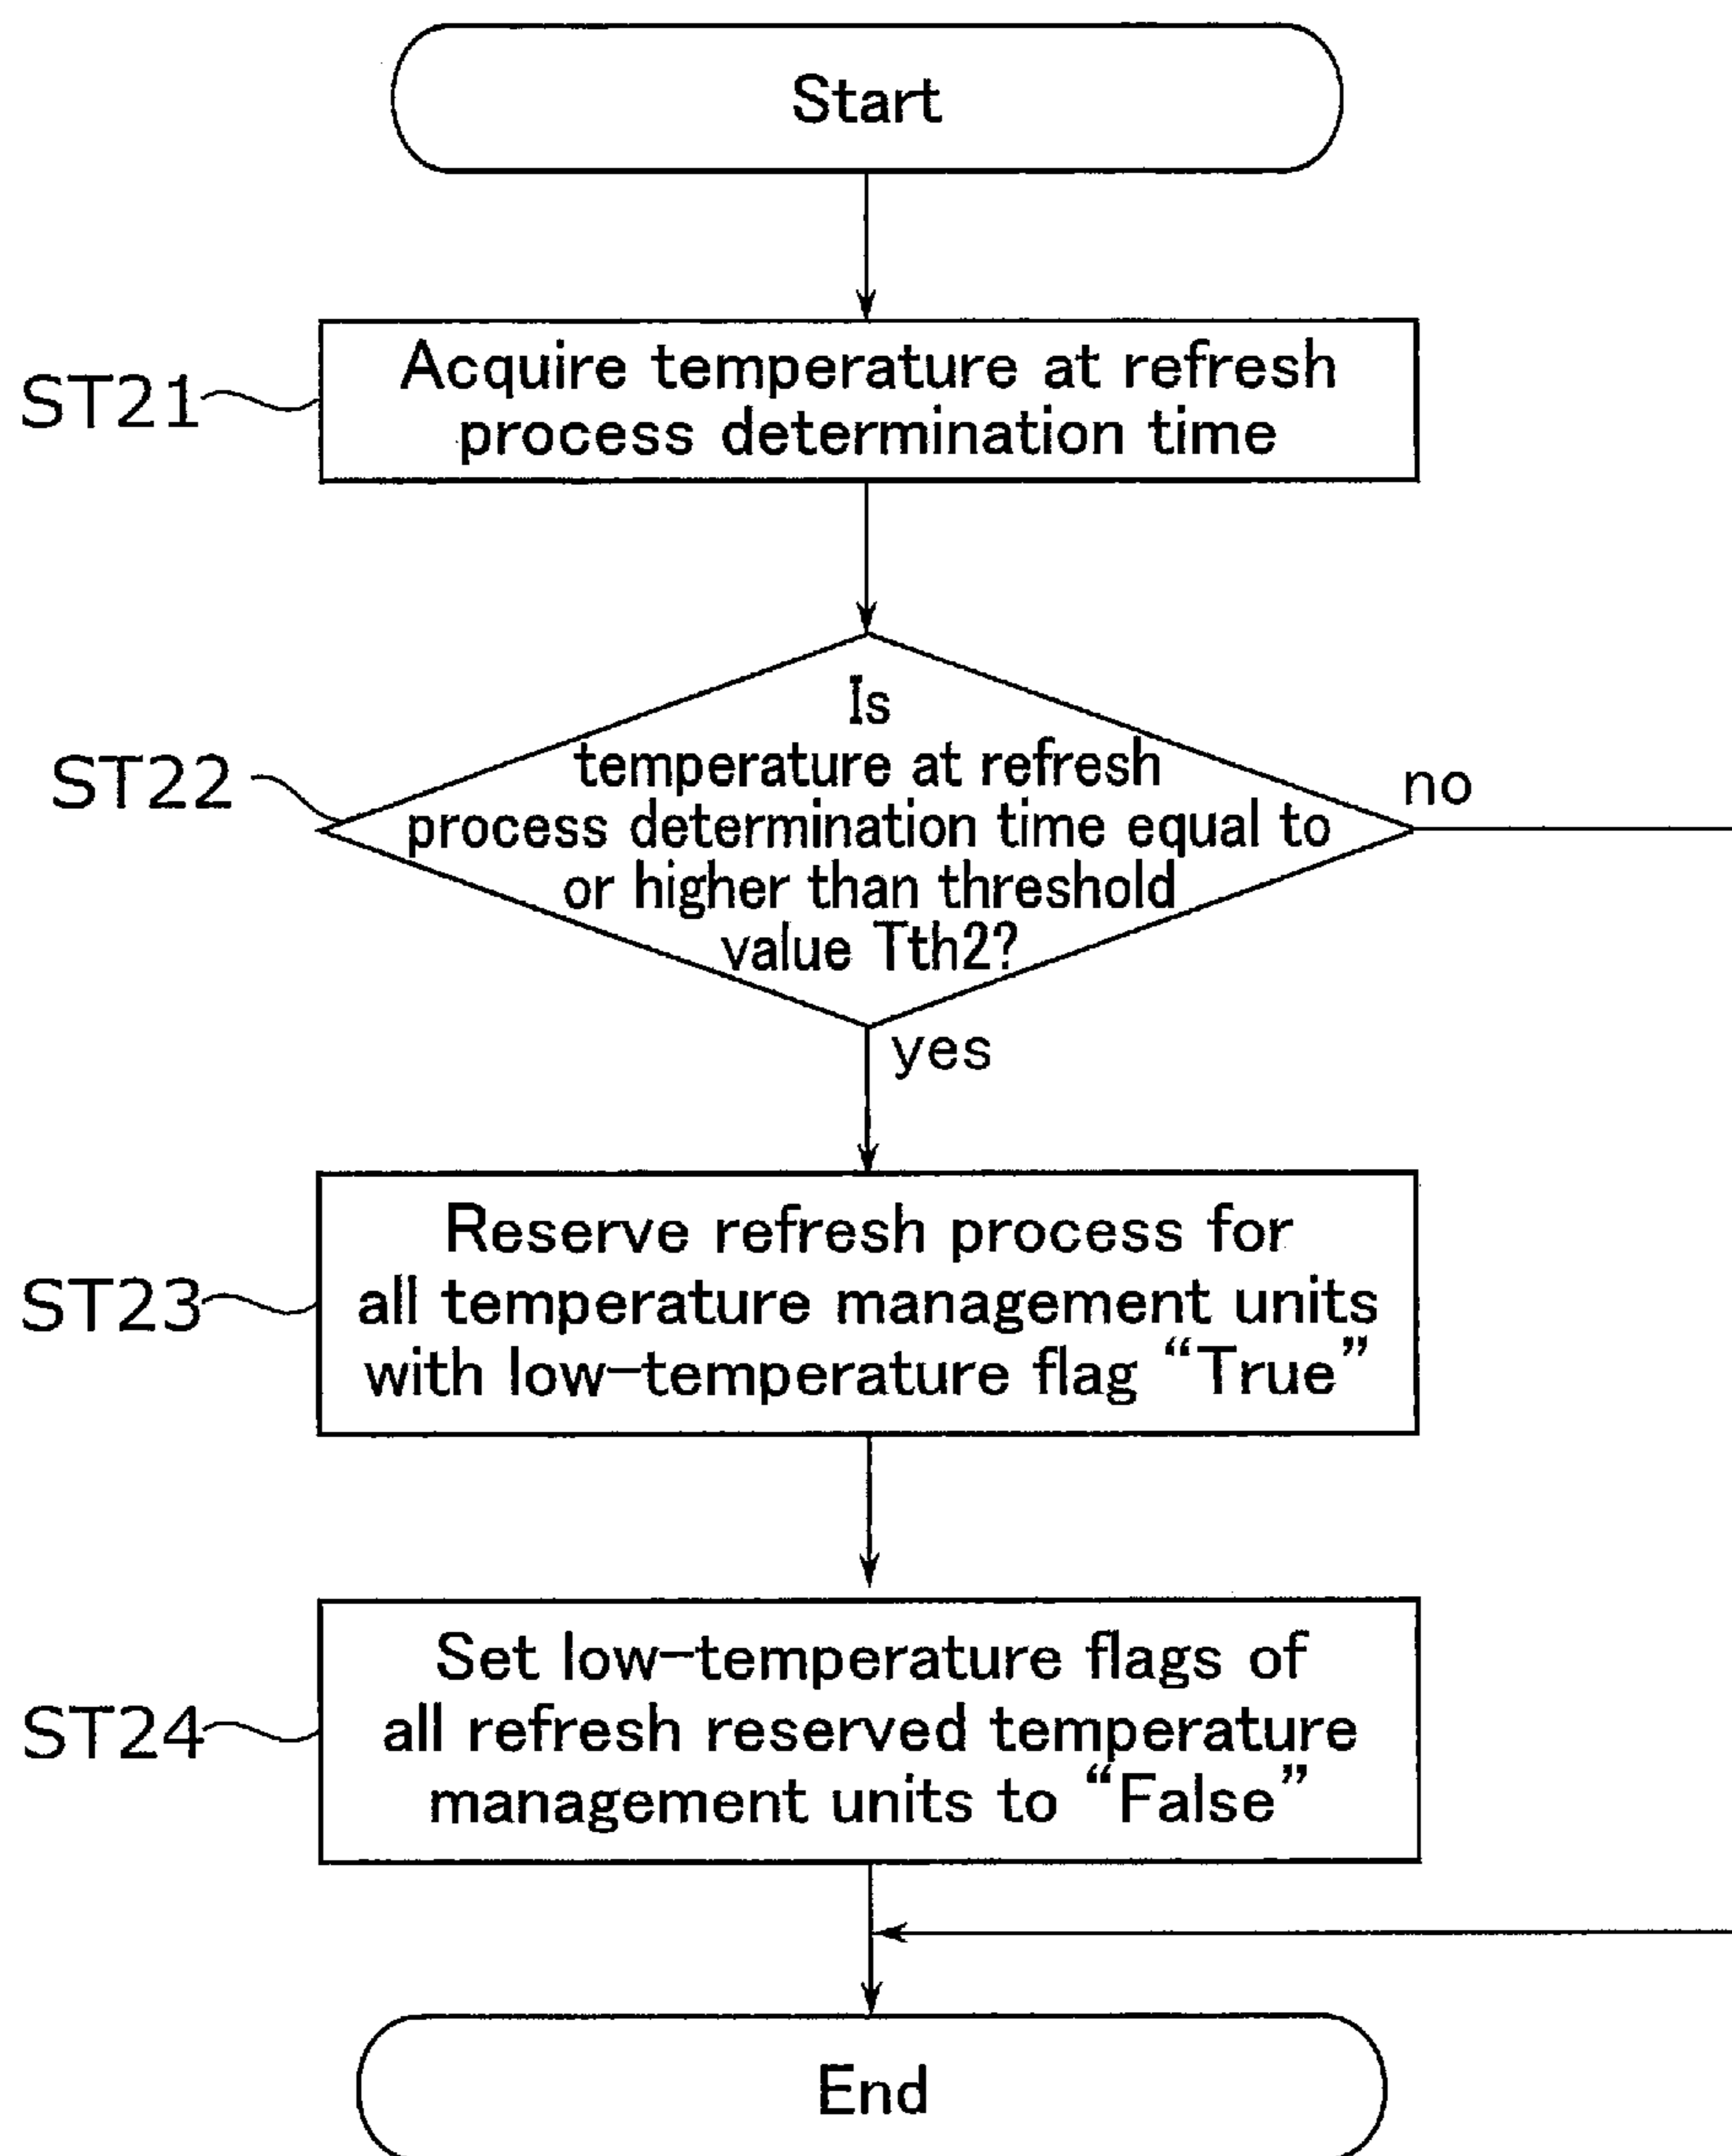 Start
ST21
Acquire temperature at refresh
process determination time
ST22
Is
temperature at refresh
process determination time equal to
or higher than threshold
value Tth2?
no
yes
ST23
Reserve refresh process for
all temperature management units
with low-temperature flag “True”
ST24
Set low-temperature flags of
all refresh reserved temperature
management units to “False”
End